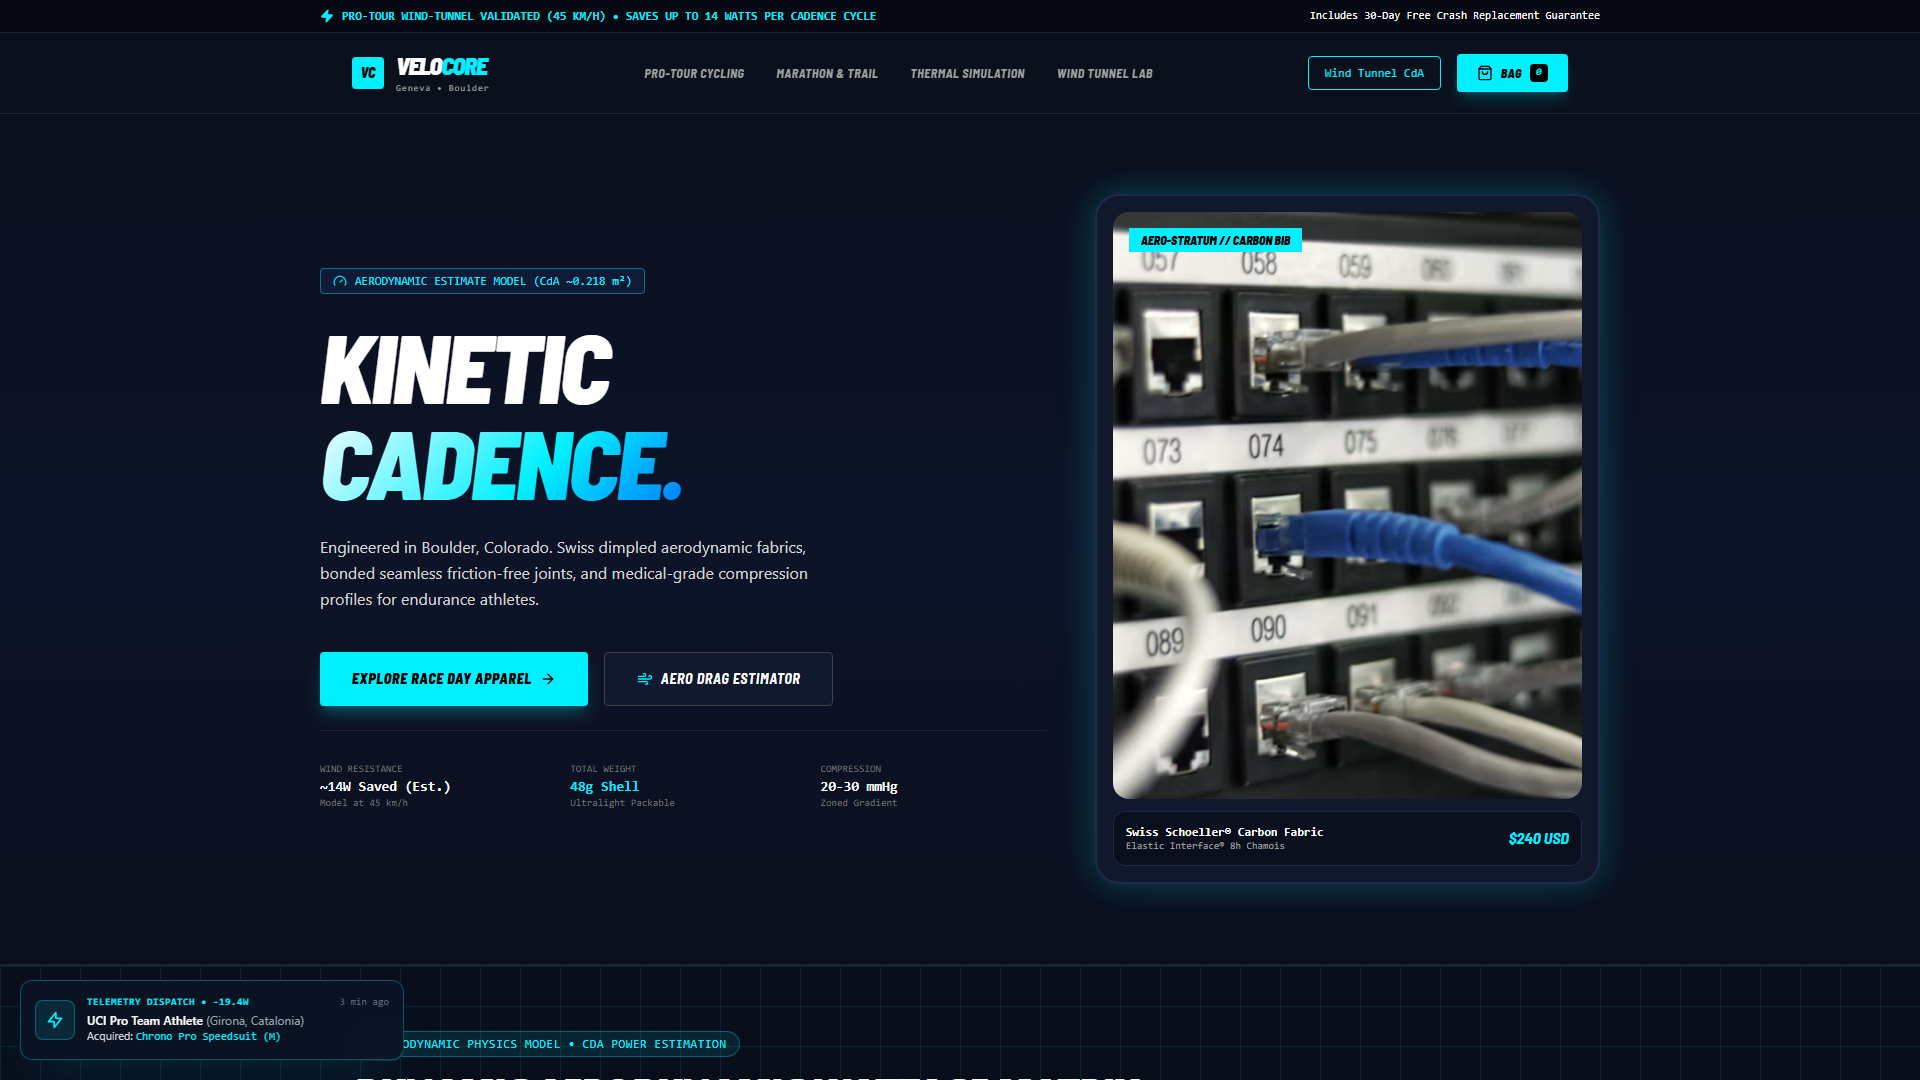 PRO-TOUR WIND-TUNNEL VALIDATED (45 KM/H) • SAVES UP TO 14 WATTS PER CADENCE CYCLE
Includes 30-Day Free Crash Replacement Guarantee
VC
VELOCORE
Geneva • Boulder
PRO-TOUR CYCLING
MARATHON & TRAIL
THERMAL SIMULATION
WIND TUNNEL LAB
Wind Tunnel CdA
BAG 0
AERODYNAMIC ESTIMATE MODEL (CdA ~0.218 m²)
KINETIC
CADENCE.
Engineered in Boulder, Colorado. Swiss dimpled aerodynamic fabrics,
bonded seamless friction-free joints, and medical-grade compression
profiles for endurance athletes.
EXPLORE RACE DAY APPAREL
AERO DRAG ESTIMATOR
WIND RESISTANCE
~14W Saved (Est.)
Model at 45 km/h
TOTAL WEIGHT
48g Shell
Ultralight Packable
COMPRESSION
20-30 mmHg
Zoned Gradient
AERO-STRATUM // CARBON BIB
057 058 059 060
073 074 075 076
089 090 091 092
Swiss Schoeller® Carbon Fabric
Elastic Interface® 8h Chamois
$240 USD
TELEMETRY DISPATCH • -19.4W
3 min ago
UCI Pro Team Athlete (Girona, Catalonia)
Acquired: Chrono Pro Speedsuit (M)
ODYNAMIC PHYSICS MODEL • CDA POWER ESTIMATION